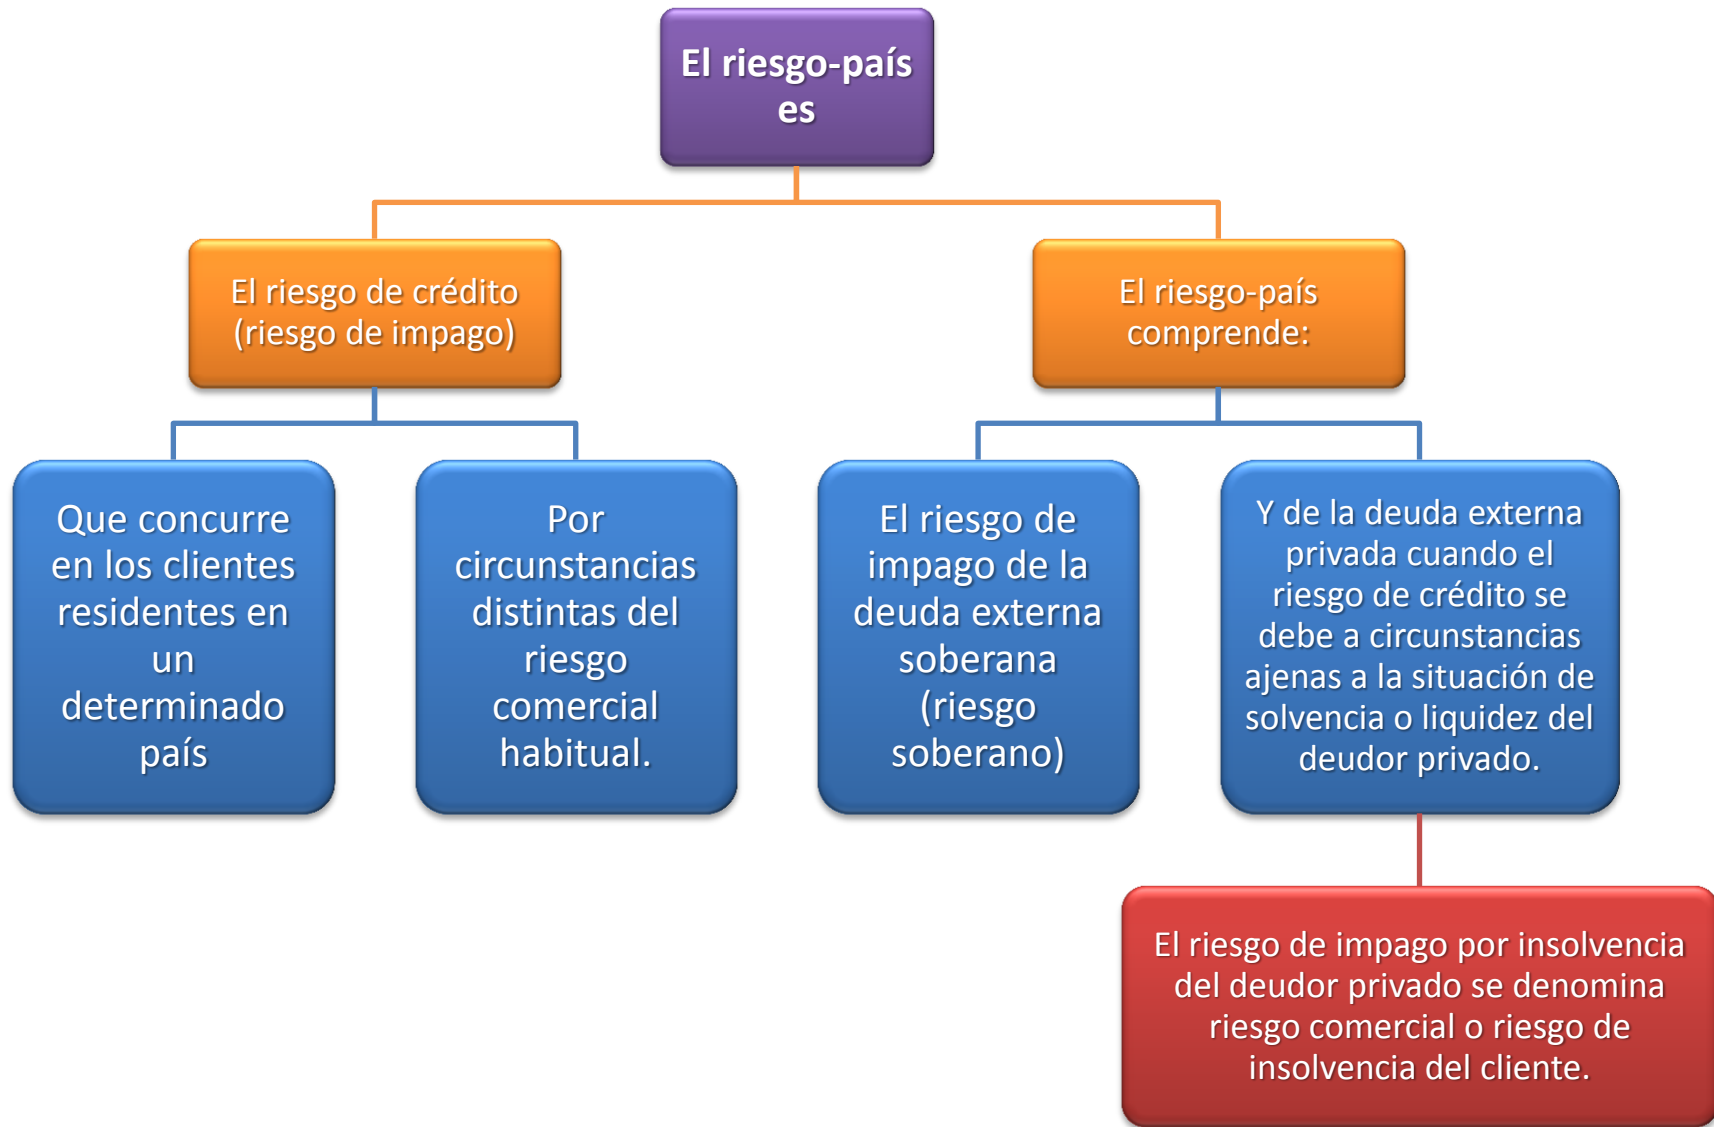 El riesgo-país
es
El riesgo de crédito
(riesgo de impago)
El riesgo-país
comprende:
Que concurre
en los clientes
residentes en
un
determinado
país
Por
circunstancias
distintas del
riesgo
comercial
habitual.
El riesgo de
impago de la
deuda externa
soberana
(riesgo
soberano)
Y de la deuda externa
privada cuando el
riesgo de crédito se
debe a circunstancias
ajenas a la situación de
solvencia o liquidez del
deudor privado.
El riesgo de impago por insolvencia
del deudor privado se denomina
riesgo comercial o riesgo de
insolvencia del cliente.